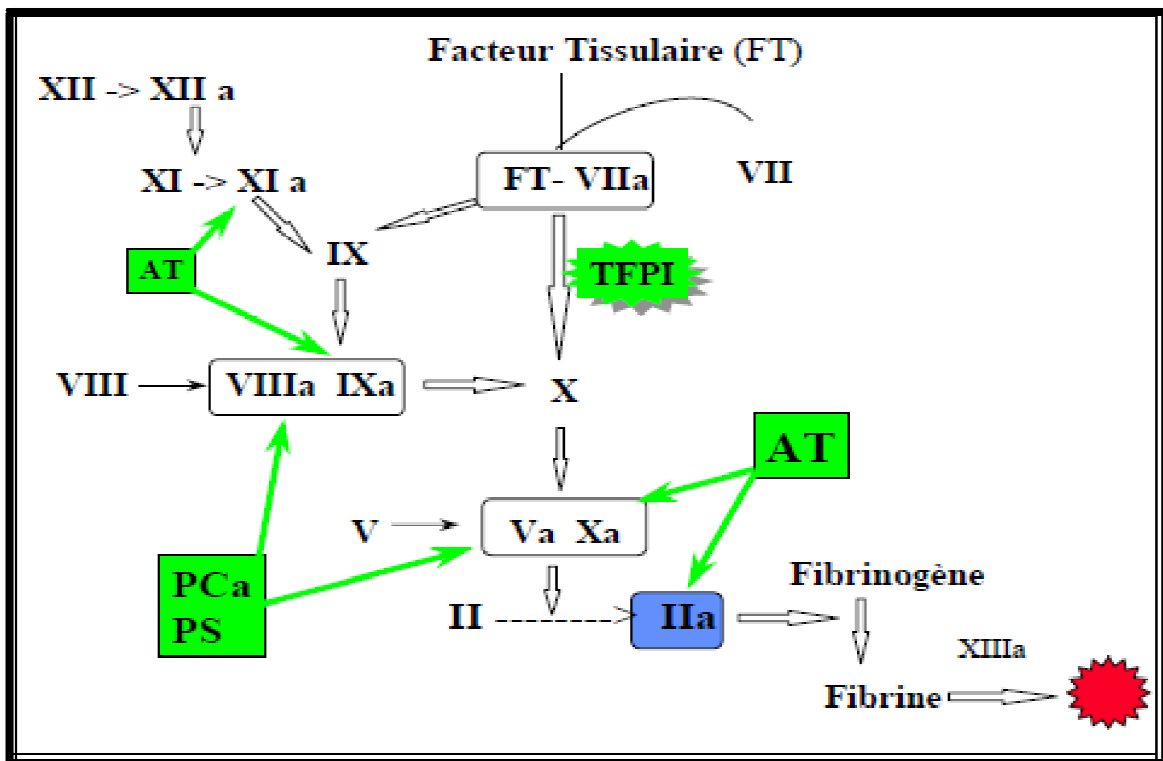 Facteur Tissulaire (FT)
XII -> XII a
XI -> XI a
FT- VIIa
VII
AT
IX
TFPI
VIII
VIIIa IXa
X
AT
V
Va Xa
PCa
PS
II
IIa
Fibrinogène
XIIIa
Fibrine